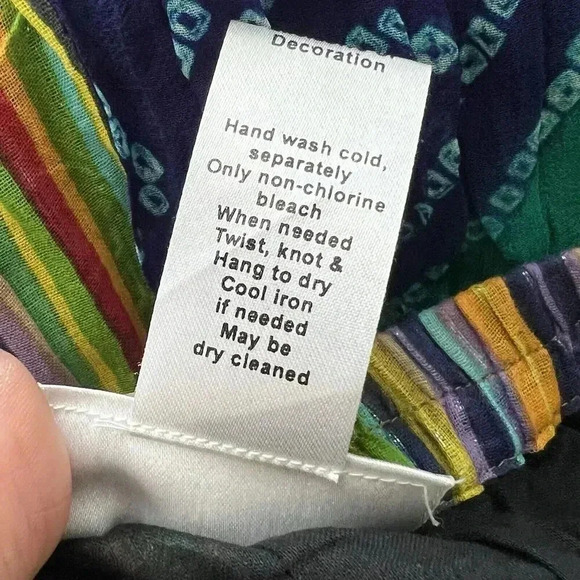 Decoration
Hand wash cold,
separately
Only non-chlorine
bleach
When needed
Twist, knot &
Hang to dry
Cool iron
if needed
May be
dry cleaned